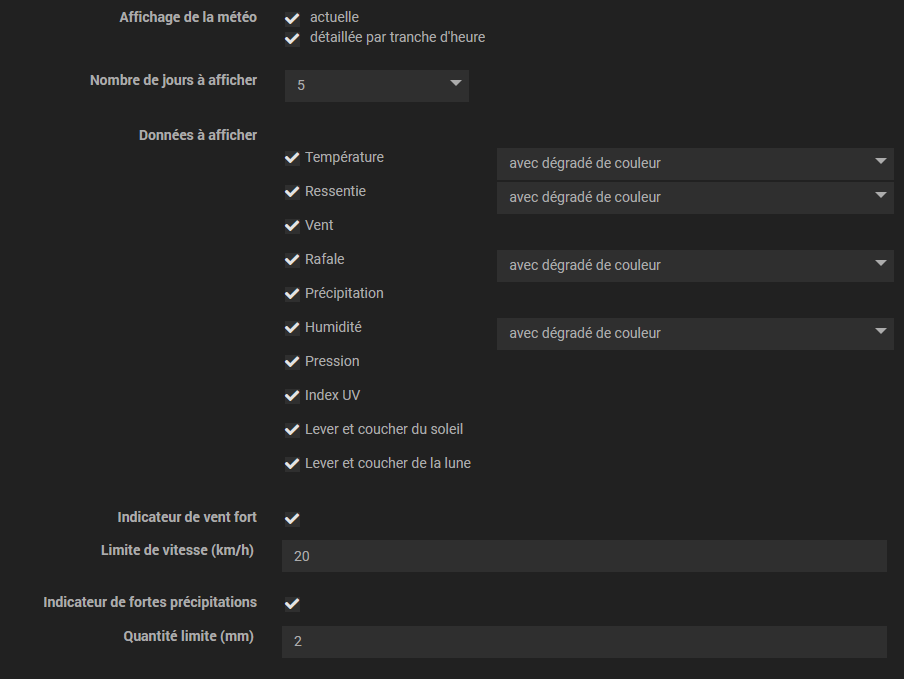 Affichage de la météo actuelle
détaillée par tranche d'heure
Nombre de jours à afficher 5
Données à afficher
Température avec dégradé de couleur
Ressentie avec dégradé de couleur
Vent
Rafale avec dégradé de couleur
Précipitation
Humidité avec dégradé de couleur
Pression
Index UV
Lever et coucher du soleil
Lever et coucher de la lune
Indicateur de vent fort
Limite de vitesse (km/h) 20
Indicateur de fortes précipitations
Quantité limite (mm) 2